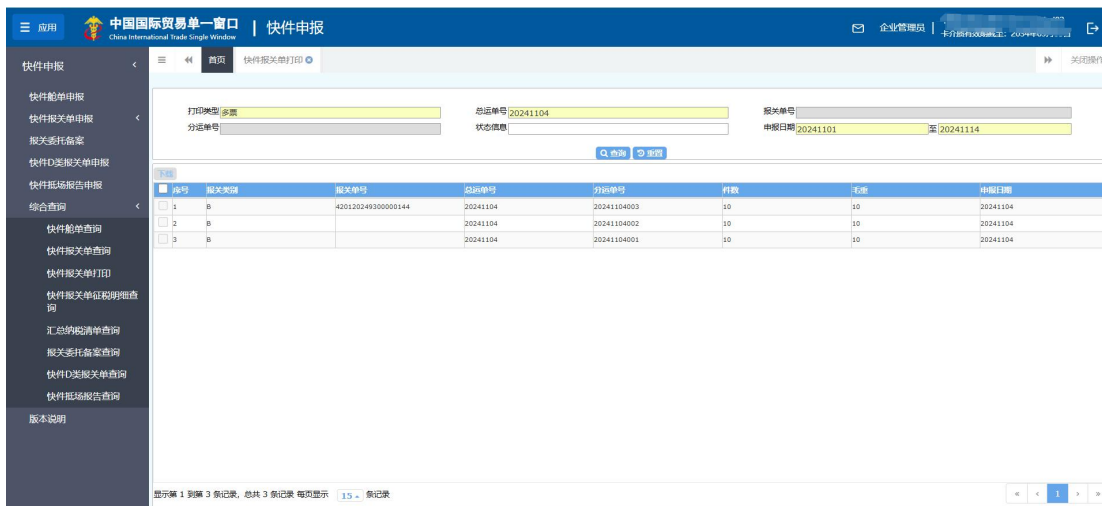 应用
中国国际贸易单一窗口 | 快件申报
China International Trade Single Window
企业管理员 |
快件申报
首页 快件报关单打印
关闭操作
快件舱单申报
快件报关单申报
报关委托备案
快件D类报关单申报
快件抵场报告申报
综合查询
快件舱单查询
快件报关单查询
快件报关单打印
快件报关单征税明细查
询
汇总纳税清单查询
报关委托备案查询
快件D类报关单查询
快件抵场报告查询
版本说明
打印类型 多票 总运单号 20241104 报关单号
分运单号 状态信息 申报日期 20241101 至 20241114
查询 重置
下载
序号 报关类别 报关单号 总运单号 分运单号 件数 毛重 申报日期
1 B 420120249300000144 20241104 20241104003 10 10 20241104
2 B 20241104 20241104002 10 10 20241104
3 B 20241104 20241104001 10 10 20241104
显示第 1 到第 3 条记录, 总共 3 条记录 每页显示 15 条记录
« ‹ 1 › »